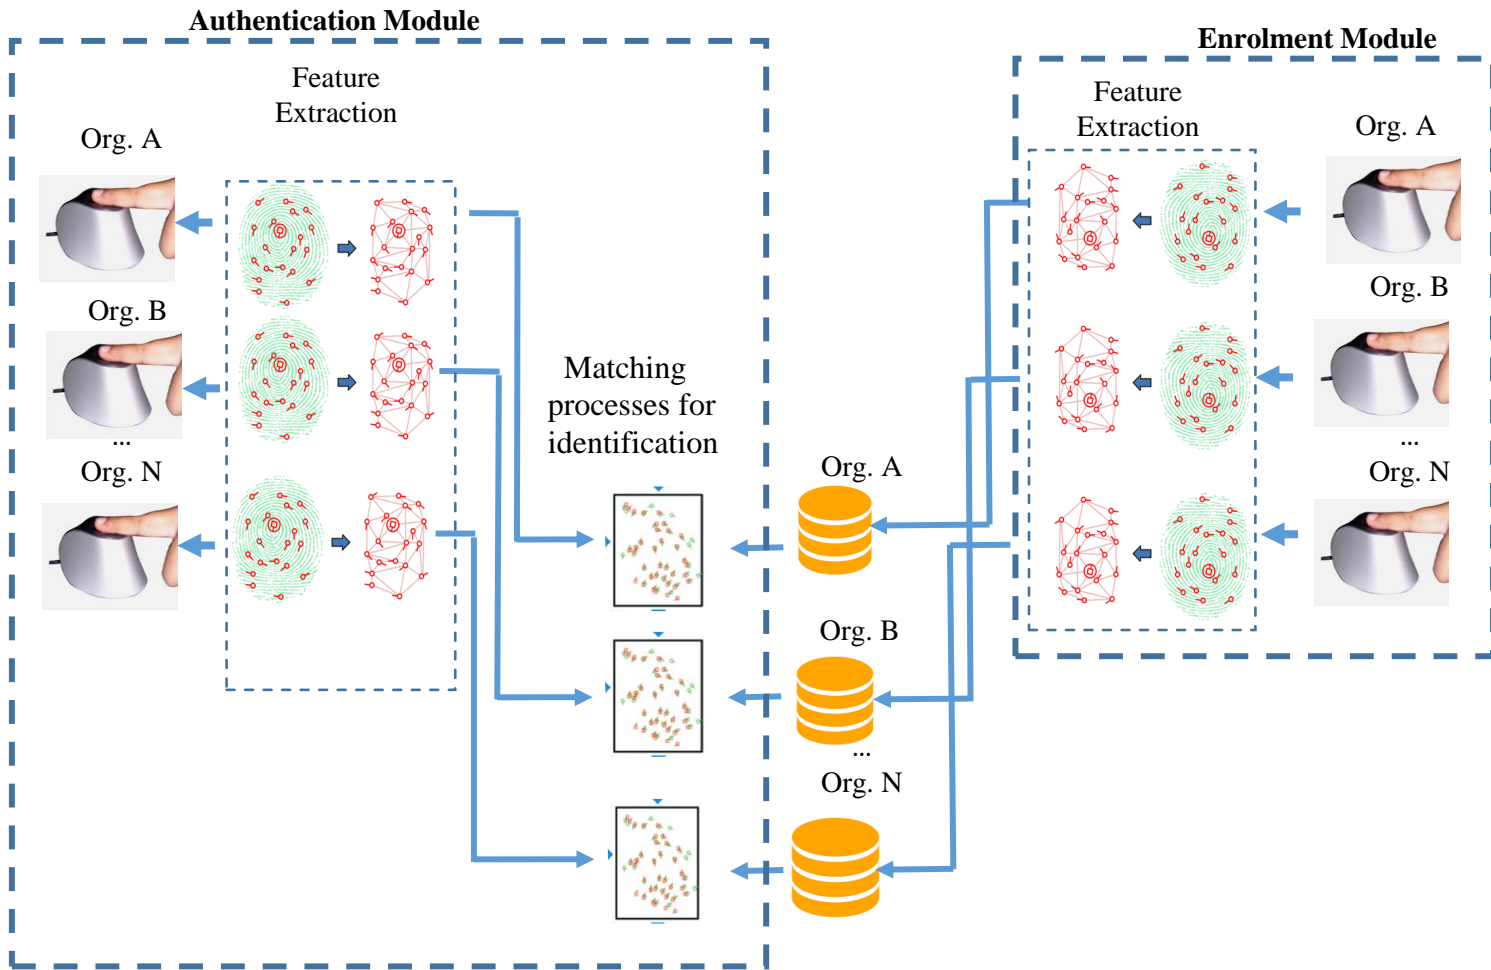 Authentication Module
Feature
Extraction
Org. A
Org. B
...
Org. N
Matching
processes for
identification
Org. A
Org. B
...
Org. N
Enrolment Module
Feature
Extraction
Org. A
Org. B
...
Org. N